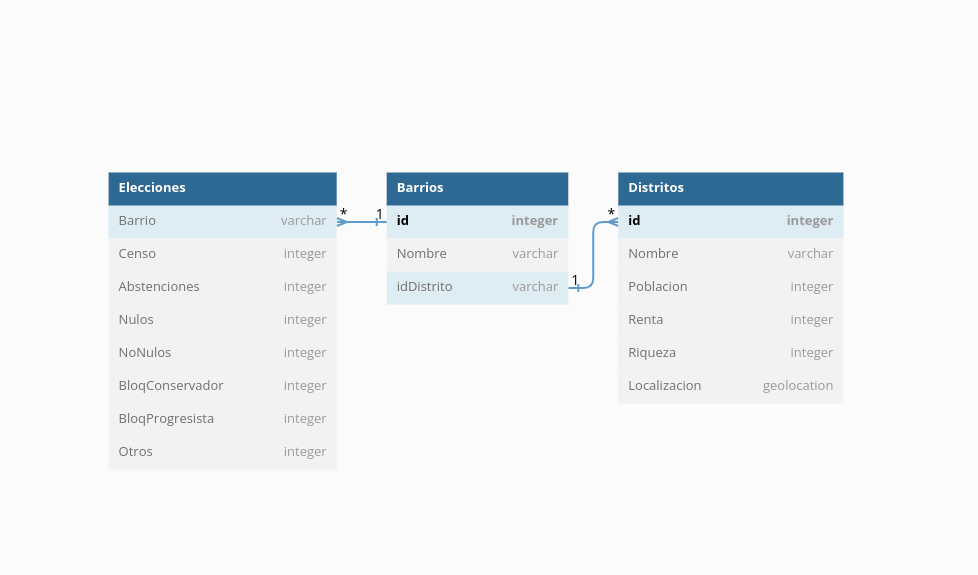 Elecciones
Barrio varchar
Censo integer
Abstenciones integer
Nulos integer
NoNulos integer
BloqConservador integer
BloqProgresista integer
Otros integer
* 1
Barrios
id integer
Nombre varchar
idDistrito varchar
1 *
Distritos
id integer
Nombre varchar
Poblacion integer
Renta integer
Riqueza integer
Localizacion geolocation